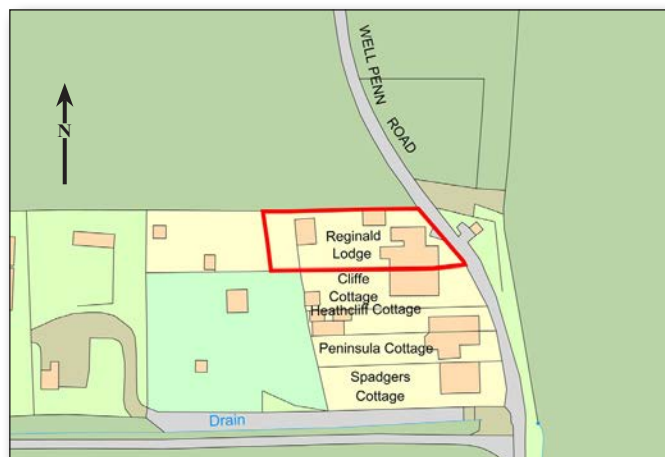 WELL PENN
ROAD
N
Reginald
Lodge
Cliffe
Cottage
Heathcliff Cottage
Peninsula Cottage
Spadgers
Cottage
Drain